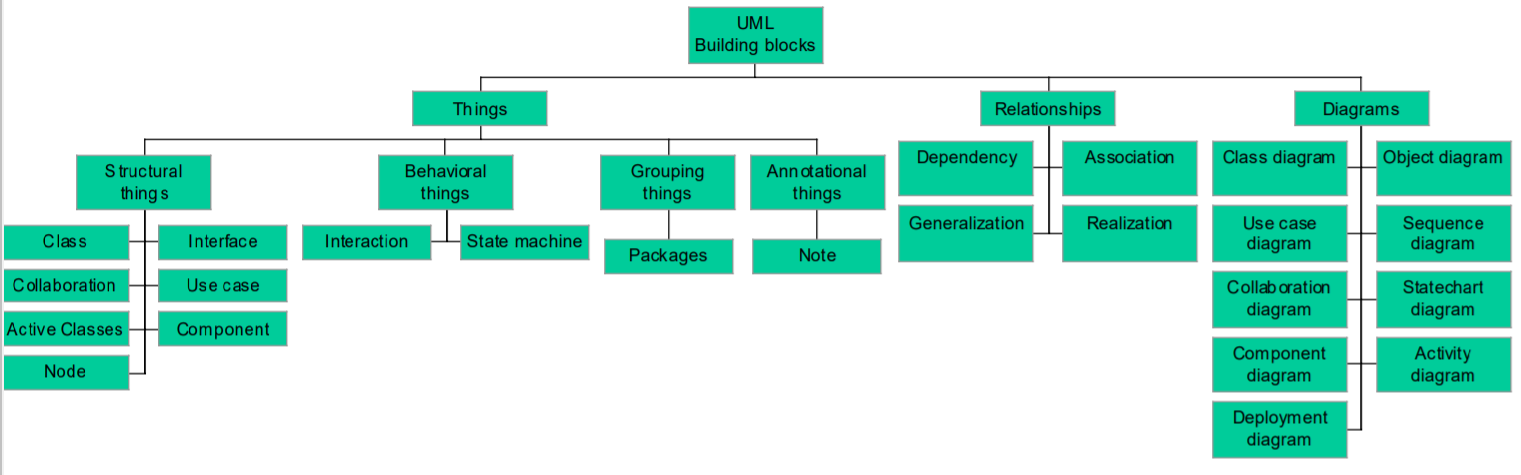 UML
Building blocks
Things
Relationships
Diagrams
Structural
things
Behavioral
things
Grouping
things
Annotational
things
Class
Interface
Collaboration
Use case
Active Classes
Component
Node
Interaction
State machine
Packages
Note
Dependency
Association
Generalization
Realization
Class diagram
Object diagram
Use case
diagram
Sequence
diagram
Collaboration
diagram
Statechart
diagram
Component
diagram
Activity
diagram
Deployment
diagram